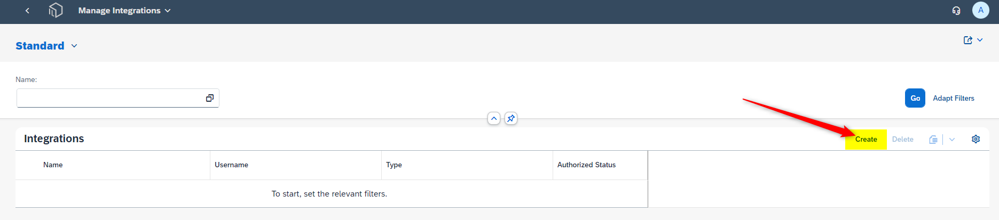 Manage Integrations
A
Standard
Name:
Go Adapt Filters
Integrations
Create Delete
Name Username Type Authorized Status
To start, set the relevant filters.